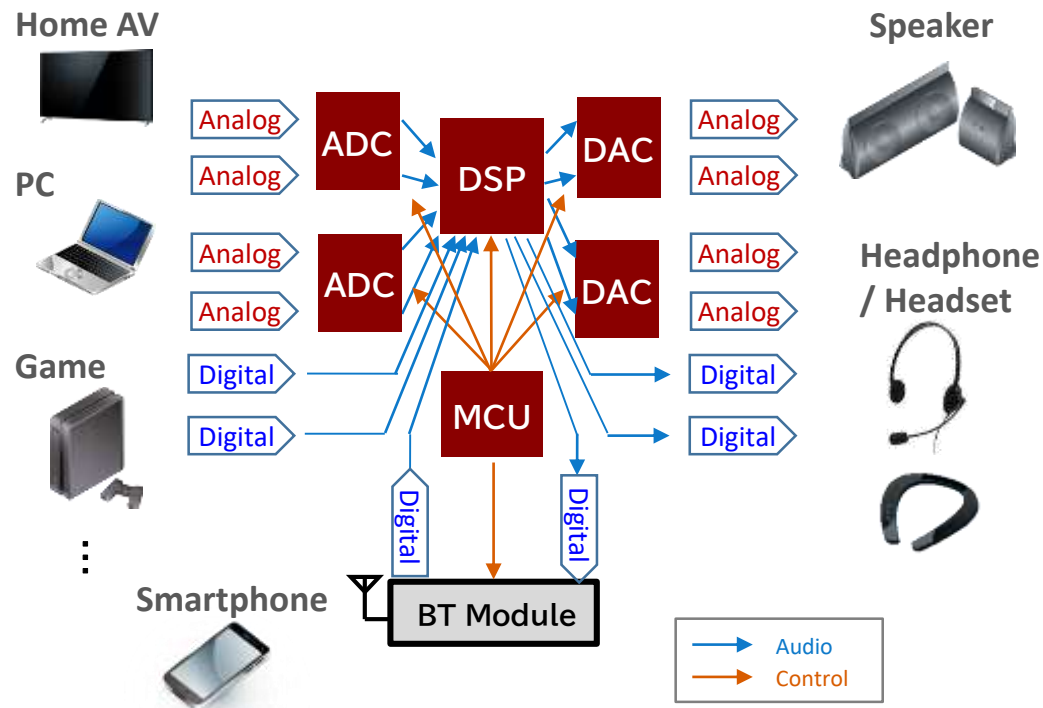 Home AV
Speaker
Analog
ADC
DSP
DAC
Analog
Analog
Analog
PC
Analog
ADC
DAC
Analog
Headphone
/ Headset
Analog
Analog
Game
Digital
MCU
Digital
Digital
Digital
Digital
Digital
⋮
Smartphone
BT Module
Audio
Control